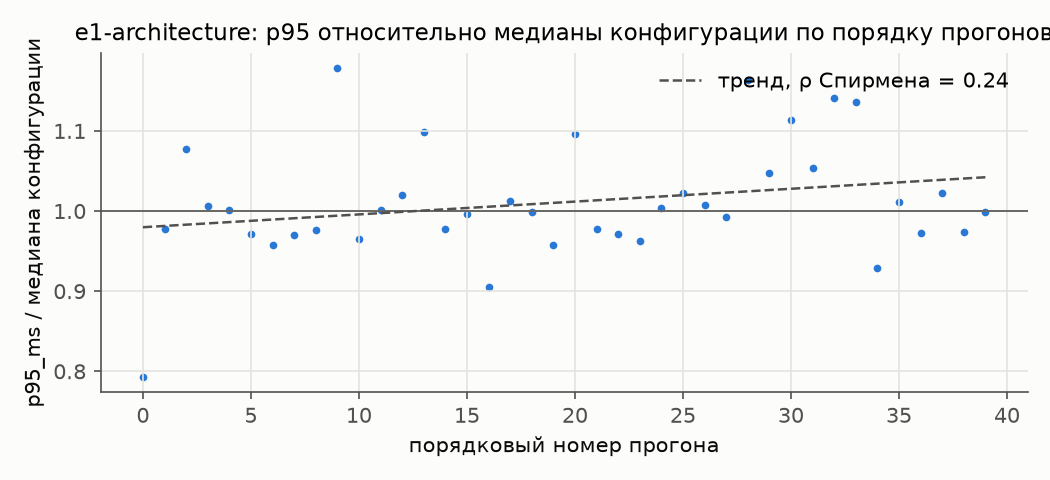 e1-architecture: p95 относительно медианы конфигурации по порядку прогонов
p95_ms / медиана конфигурации
тренд, ρ Спирмена = 0.24
1.1
1.0
0.9
0.8
0 5 10 15 20 25 30 35 40
порядковый номер прогона